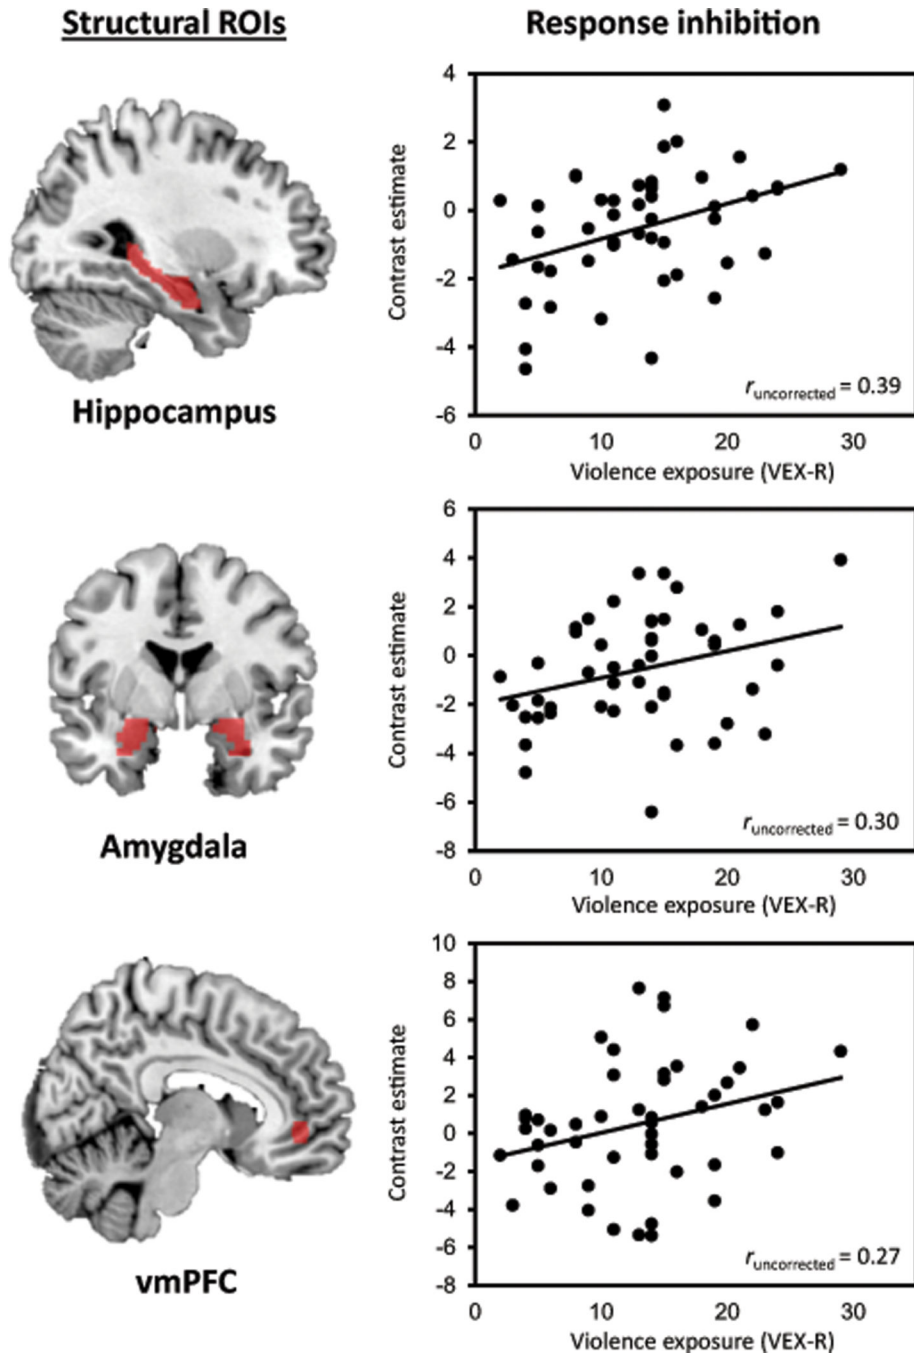 Structural ROIs
Response inhibition
4
2
0
-2
-4
-6
Contrast estimate
r uncorrected = 0.39
0
10
20
30
Violence exposure (VEX-R)
Hippocampus
6
4
2
0
-2
-4
-6
-8
Contrast estimate
r uncorrected = 0.30
0
10
20
30
Violence exposure (VEX-R)
Amygdala
10
8
6
4
2
0
-2
-4
-6
-8
Contrast estimate
r uncorrected = 0.27
0
10
20
30
Violence exposure (VEX-R)
vmPFC